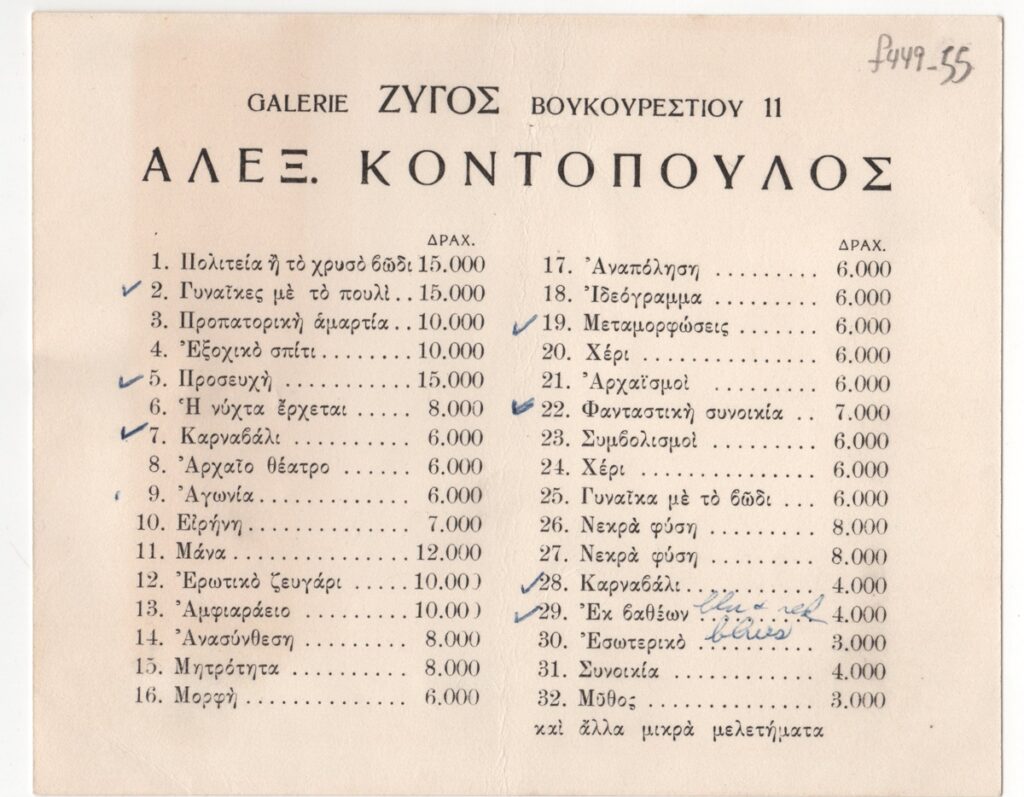 f449-55
GALERIE ΖΥΓΟΣ ΒΟΥΚΟΥΡΕΣΤΙΟΥ 11
ΑΛΕΞ. ΚΟΝΤΟΠΟΥΛΟΣ
ΔΡΑΧ.
1. Πολιτεία ἢ τὸ χρυσὸ βῶδι 15.000
2. Γυναῖκες μὲ τὸ πουλὶ.. 15.000
3. Προπατορικὴ ἁμαρτία.. 10.000
4. Ἐξοχικὸ σπίτι........ 10.000
5. Προσευχὴ ........... 15.000
6. Ἡ νύχτα ἔρχεται ..... 8.000
7. Καρναβάλι .......... 6.000
8. Ἀρχαῖο θέατρο ...... 6.000
9. Ἀγωνία............. 6.000
10. Εἰρήνη.............. 7.000
11. Μάνα............... 12.000
12. Ἐρωτικὸ ζευγάρι ..... 10.000
13. Ἀμφιαράειο .......... 10.000
14. Ἀνασύνθεση ......... 8.000
15. Μητρότητα .......... 8.000
16. Μορφὴ.............. 6.000
ΔΡΑΧ.
17. Ἀναπόληση ......... 6.000
18. Ἰδεόγραμμα ......... 6.000
19. Μεταμορφώσεις ....... 6.000
20. Χέρι ............... 6.000
21. Ἀρχαϊσμοὶ .......... 6.000
22. Φανταστικὴ συνοικία .. 7.000
23. Συμβολισμοὶ ......... 6.000
24. Χέρι ............... 6.000
25. Γυναῖκα μὲ τὸ βῶδι ... 6.000
26. Νεκρὰ φύση .......... 8.000
27. Νεκρὰ φύση .......... 8.000
28. Καρναβάλι........... 4.000
29. Ἐκ βαθέων .......... 4.000
30. Ἐσωτερικὸ .......... 3.000
31. Συνοικία ............ 4.000
32. Μῦθος .............. 3.000
καὶ ἄλλα μικρὰ μελετήματα